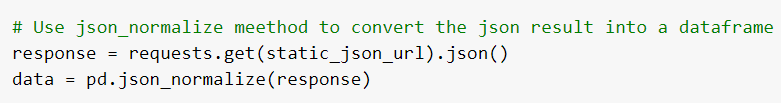 # Use json_normalize meethod to convert the json result into a dataframe
response = requests.get(static_json_url).json()
data = pd.json_normalize(response)